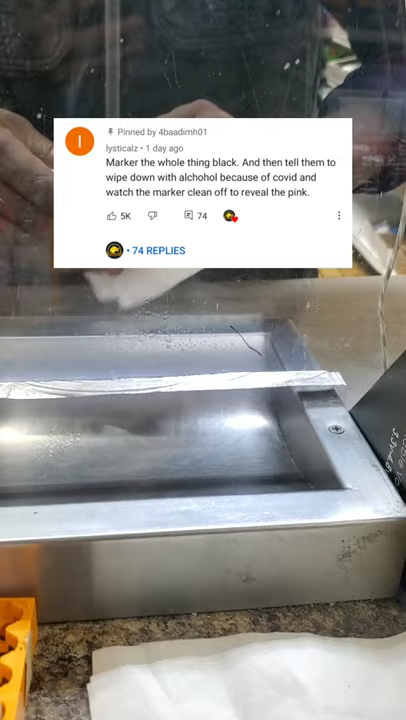 I
Pinned by 4baadimh01
lysticalz • 1 day ago
Marker the whole thing black. And then tell them to
wipe down with alchohol because of covid and
watch the marker clean off to reveal the pink.
5K
74
• 74 REPLIES